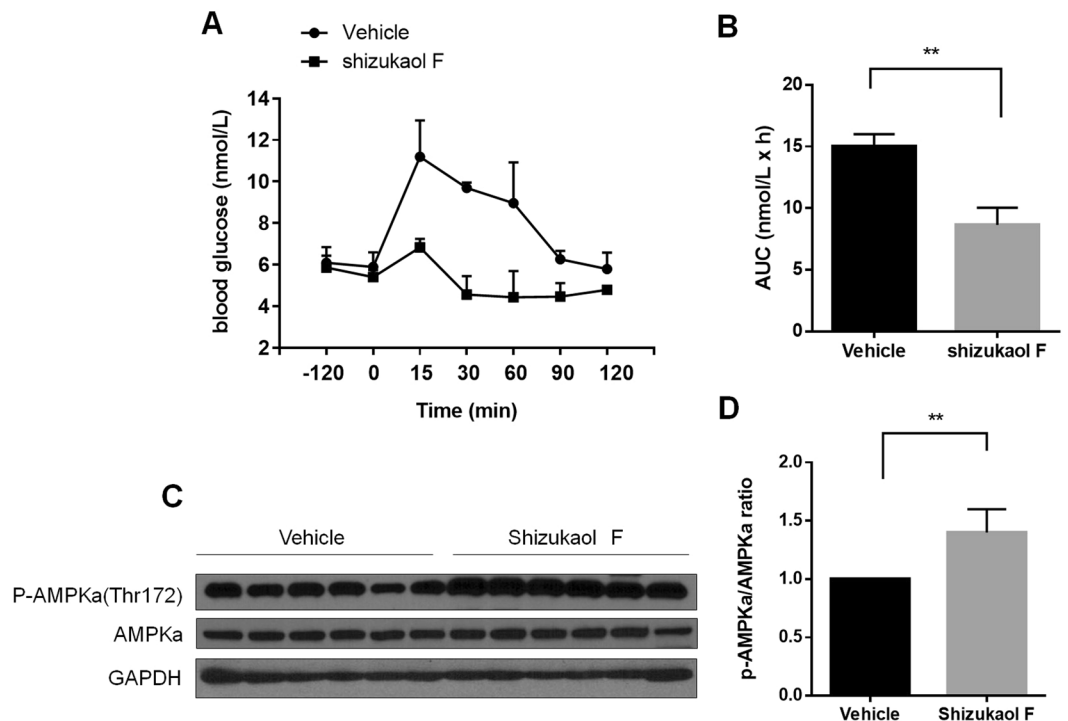 A
Vehicle
shizukaol F
blood glucose (nmol/L)
14
12
10
8
6
4
2
-120 0 15 30 60 90 120
Time (min)
B
**
AUC (nmol/L x h)
20
15
10
5
0
Vehicle shizukaol F
C
Vehicle Shizukaol F
P-AMPKa(Thr172)
AMPKa
GAPDH
D
**
p-AMPKa/AMPKa ratio
2.0
1.5
1.0
0.5
0.0
Vehicle Shizukaol F